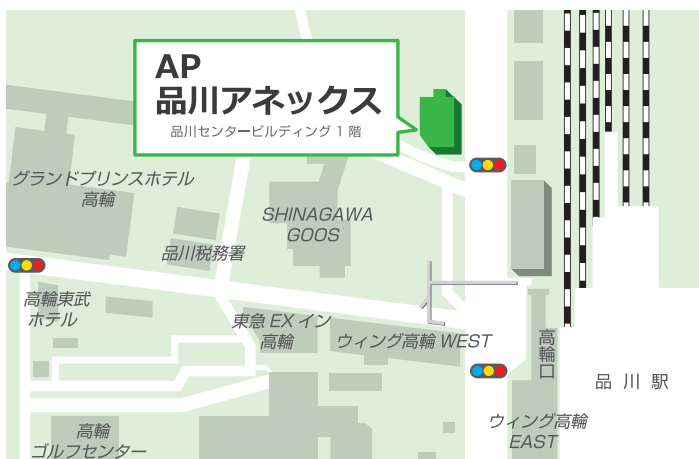 AP
品川アネックス
品川センタービルディング 1 階
グランドプリンスホテル
高輪
SHINAGAWA
GOOS
品川税務署
高輪東武
ホテル
東急 EX イン
高輪
ウィング高輪 WEST
高輪口
品川駅
ウィング高輪
EAST
高輪
ゴルフセンター